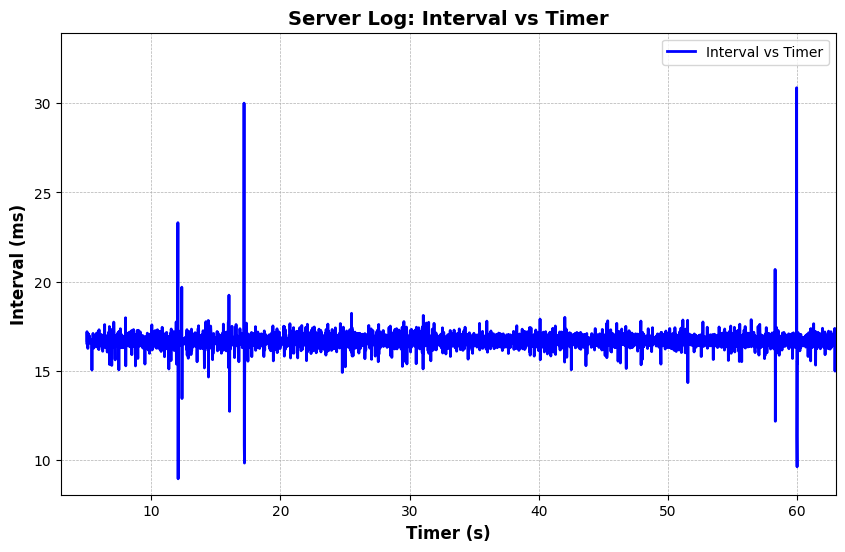 Server Log: Interval vs Timer
Interval vs Timer
Interval (ms)
30
25
20
15
10
10 20 30 40 50 60
Timer (s)